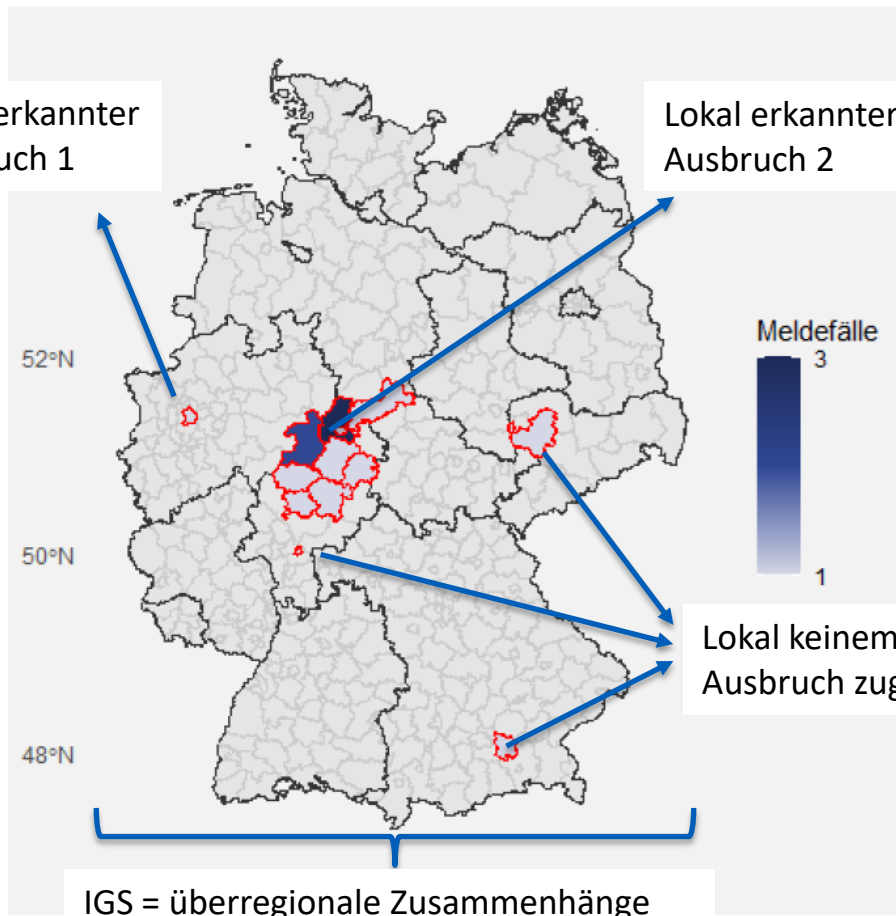 erkannter
uch 1
Lokal erkannter
Ausbruch 2
Meldefälle
3
1
52°N
50°N
48°N
Lokal keinem
Ausbruch zug
IGS = überregionale Zusammenhänge